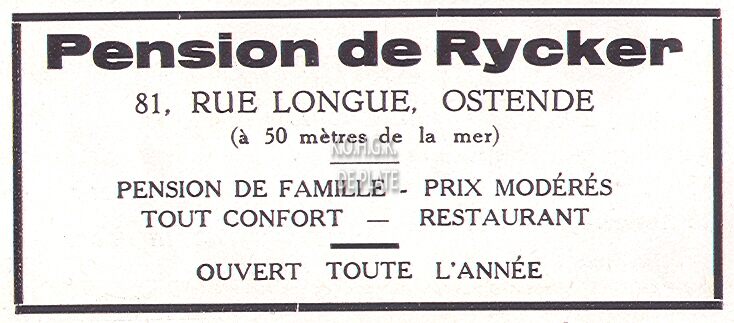 Pension de Rycker
81, RUE LONGUE, OSTENDE
(à 50 mètres de la mer)
K.O.H.G.K.
DEPLATE
PENSION DE FAMILLE - PRIX MODÉRÉS
TOUT CONFORT — RESTAURANT
OUVERT TOUTE L'ANNÉE